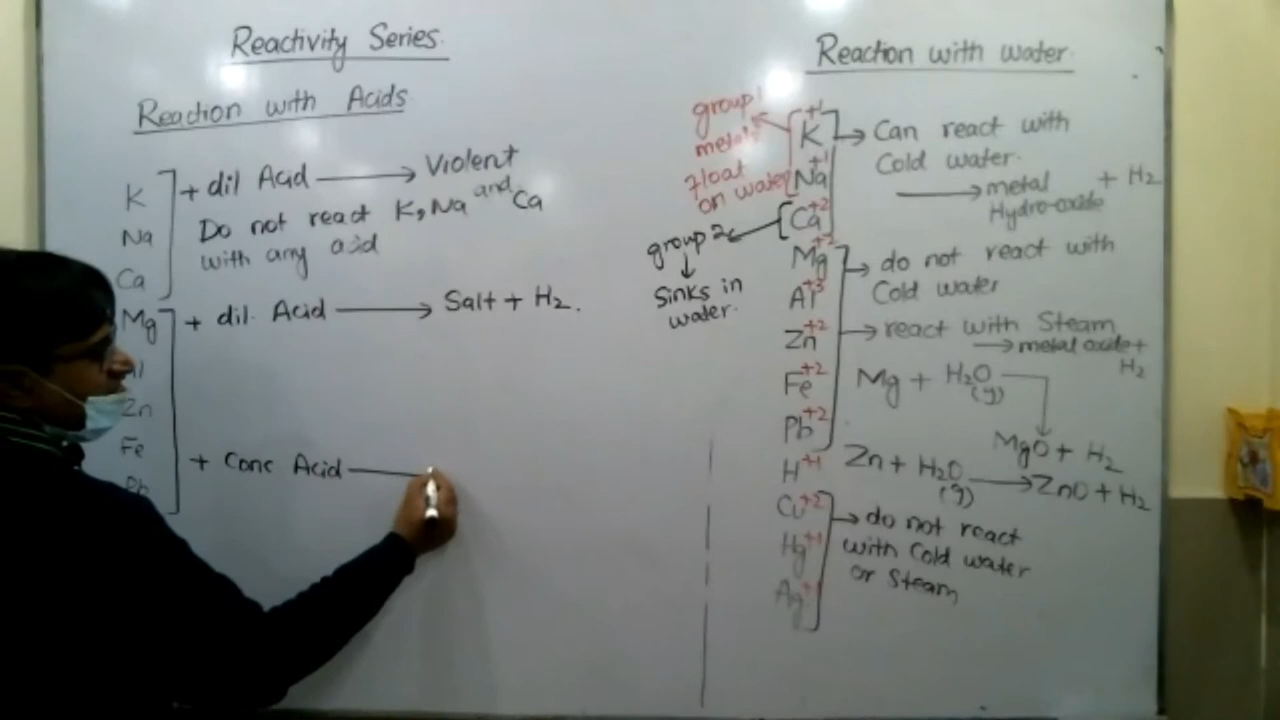 Reactivity Series.
Reaction with Acids
K
Na
Ca
+ dil Acid → Violent
Do not react K, Na and Ca
with any acid
Mg
Al
Zn
Fe
Pb
+ dil. Acid → Salt + H2.
+ Conc Acid
Reaction with water.
group 1
metals
float
on water
K+1
Na+1
Ca+2
→ Can react with
Cold water.
→ metal + H2
Hydro-oxide
group 2
↓
Sinks in
water.
Mg+2
Al+3
Zn+2
Fe+2
Pb+2
→ do not react with
Cold water
→ react with Steam
→ metal oxide +
H2
Mg + H2O
(g)
MgO + H2
H+1
Zn + H2O → ZnO + H2
(g)
Cu+2
Hg+1
Ag+1
→ do not react
with Cold water
or Steam